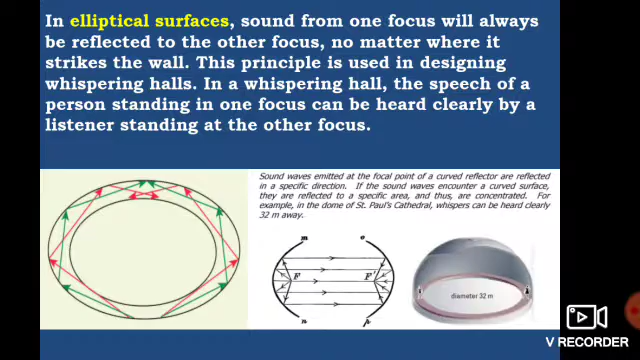 In elliptical surfaces, sound from one focus will always
be reflected to the other focus, no matter where it
strikes the wall. This principle is used in designing
whispering halls. In a whispering hall, the speech of a
person standing in one focus can be heard clearly by a
listener standing at the other focus.
Sound waves emitted at the focal point of a curved reflector are reflected
in a specific direction. If the sound waves encounter a curved surface,
they are reflected to a specific area, and thus, are concentrated. For
example, in the dome of St. Paul's Cathedral, whispers can be heard clearly
32 m away.
m
o
F
F'
n
p
diameter 32 m
V RECORDER